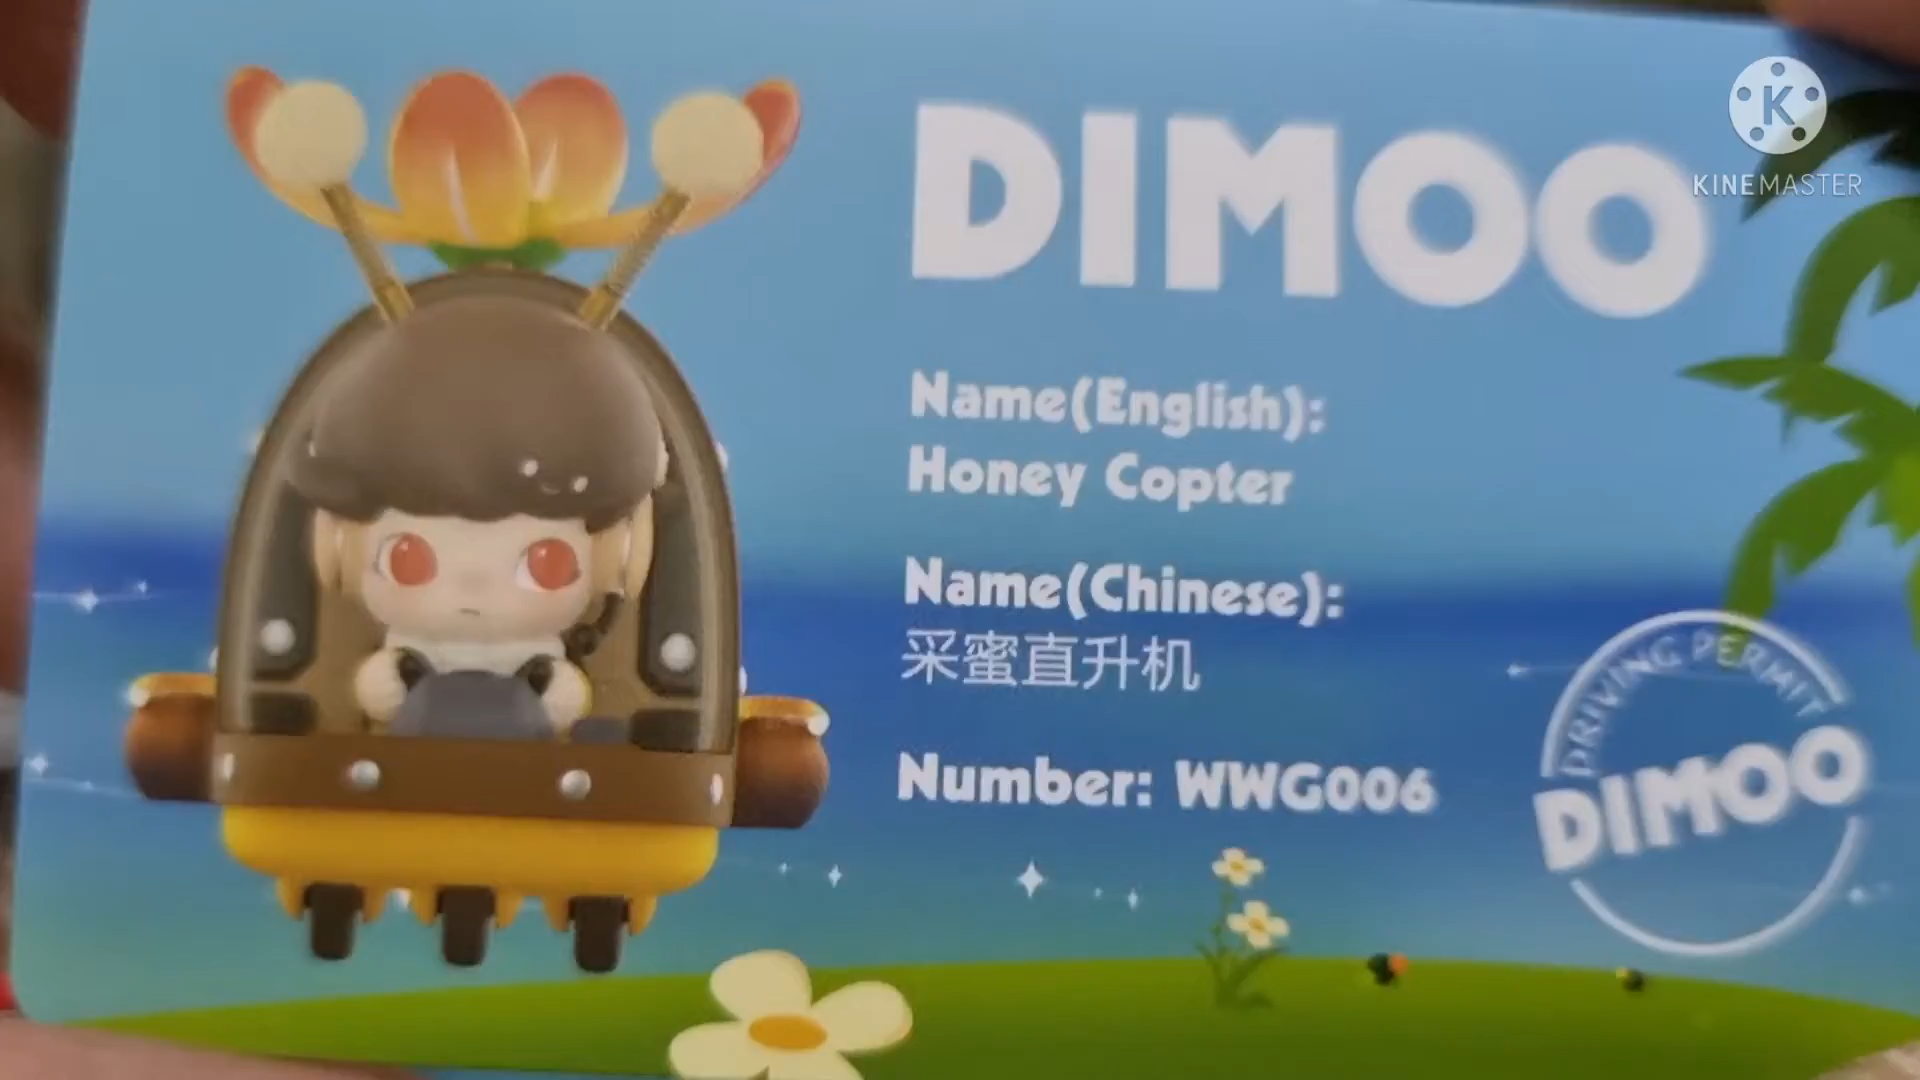 DIMOO
KINEMASTER
Name(English):
Honey Copter
Name(Chinese):
采蜜直升机
Number: WWG006
DRIVING PERMIT
DIMOO